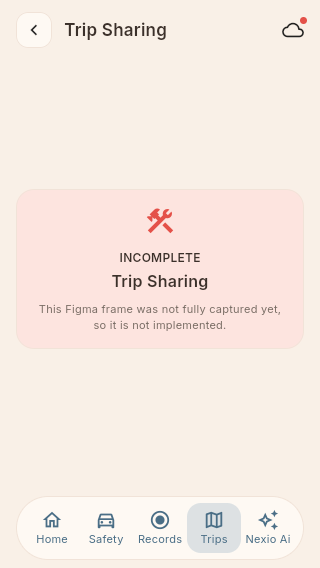 Trip Sharing
INCOMPLETE
Trip Sharing
This Figma frame was not fully captured yet,
so it is not implemented.
Home
Safety
Records
Trips
Nexio Ai